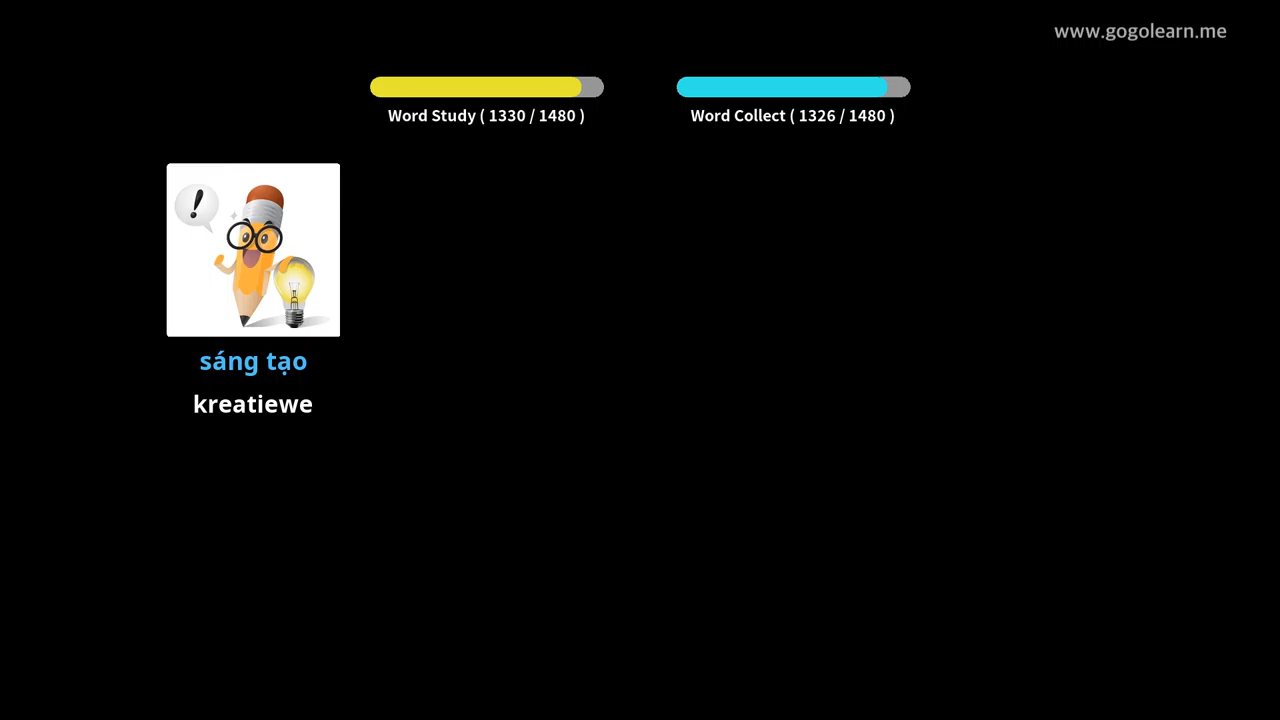 www.gogolearn.me
Word Study ( 1330 / 1480 )
Word Collect ( 1326 / 1480 )
!
sáng tạo
kreatiewe